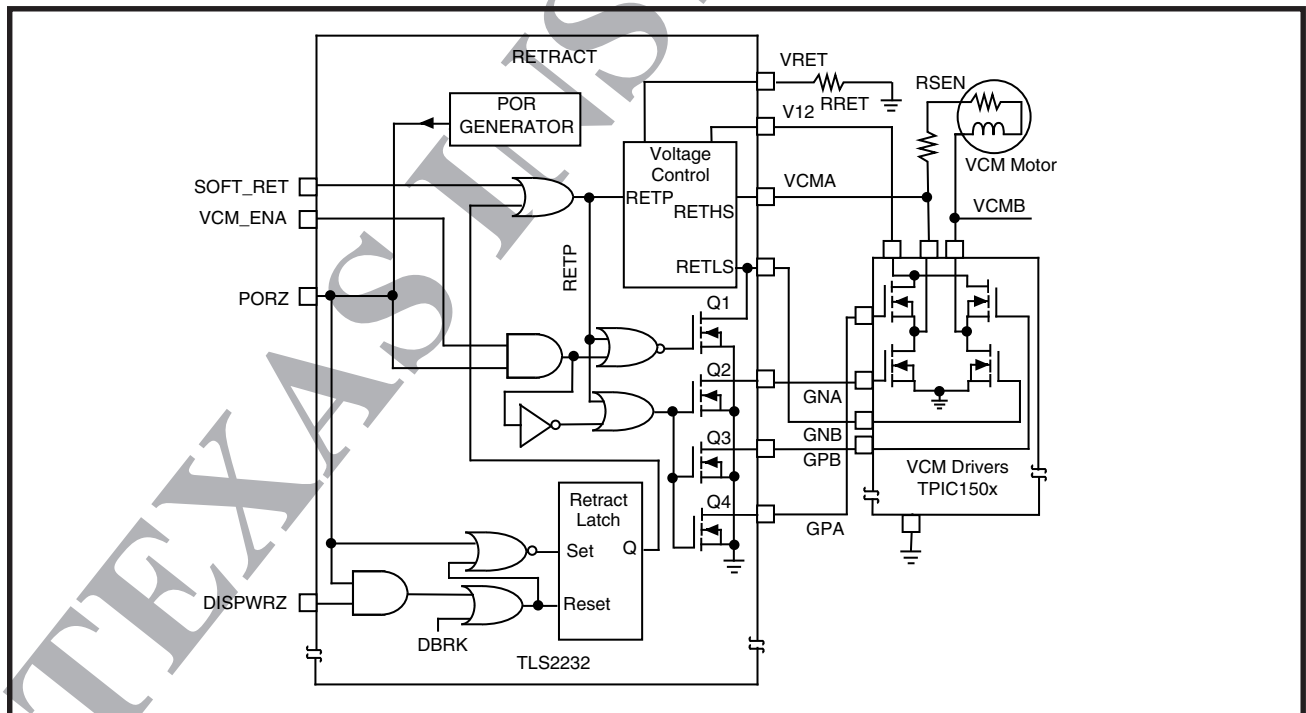 TEXAS INS
RETRACT
POR
GENERATOR
VRET
RRET
RSEN
V12
VCM Motor
Voltage
Control
SOFT_RET
RETP
VCMA
RETHS
VCM_ENA
VCMB
RETP
RETLS
PORZ
Q1
Q2
GNA
Q3
GNB
GPB
VCM Drivers
TPIC150x
Retract
Latch
Q4
GPA
Set
Q
DISPWRZ
Reset
DBRK
TLS2232